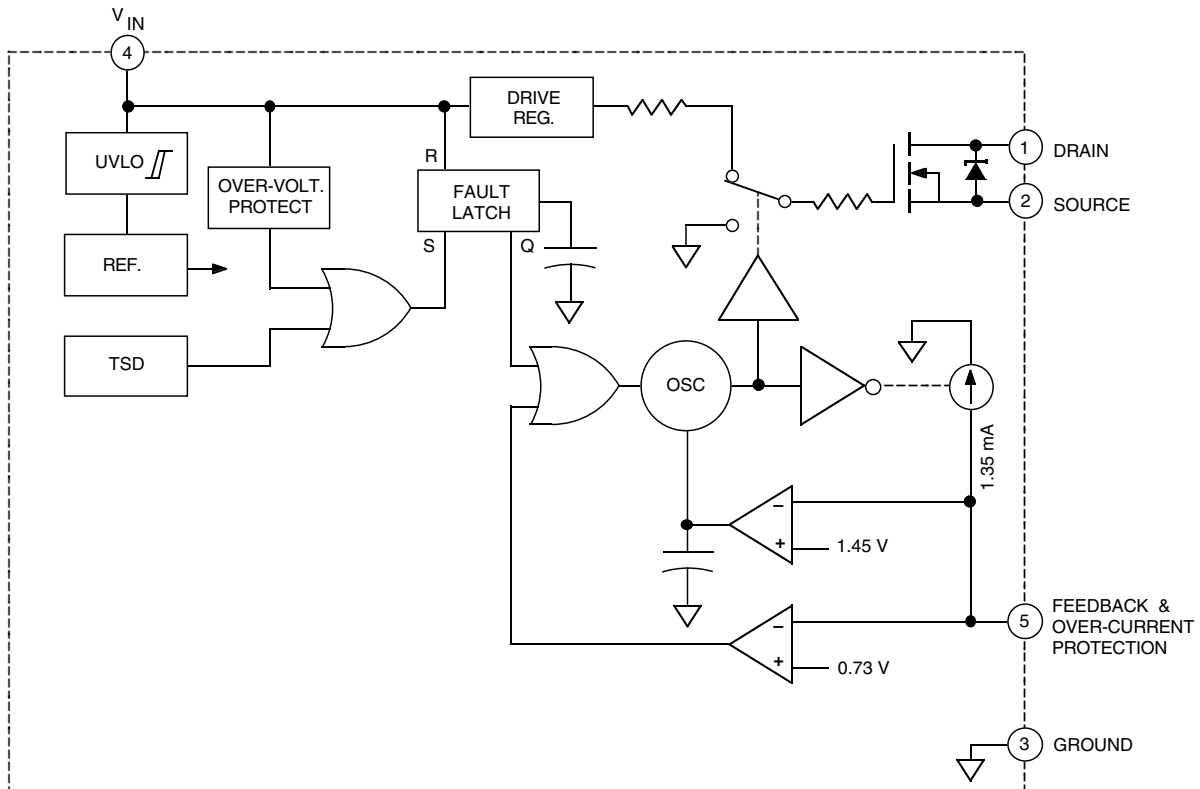 V IN
4
DRIVE
REG.
UVLO
OVER-VOLT.
PROTECT
R
FAULT
LATCH
S
Q
1
DRAIN
2
SOURCE
REF.
TSD
OSC
1.35 mA
–
+
1.45 V
–
+
0.73 V
5
FEEDBACK &
OVER-CURRENT
PROTECTION
3
GROUND